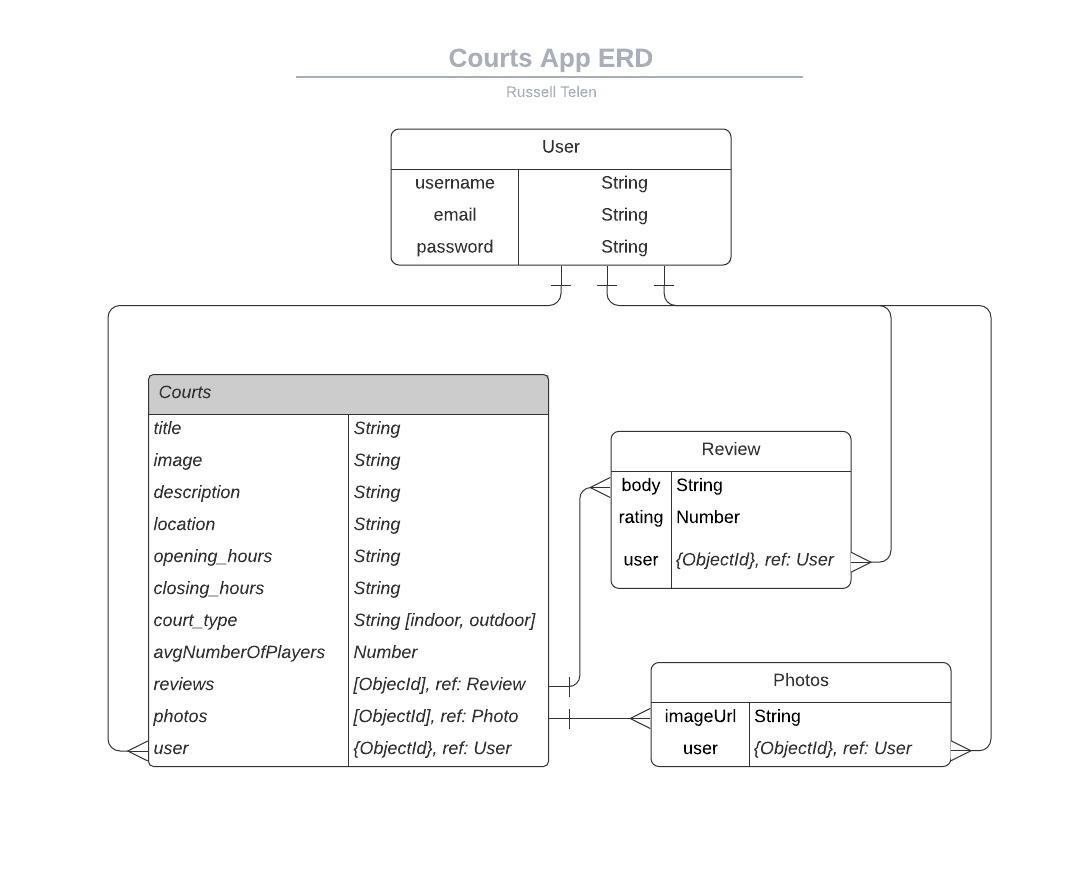 Courts App ERD
Russell Telen
User
username String
email String
password String
Courts
title String
image String
description String
location String
opening_hours String
closing_hours String
court_type String [indoor, outdoor]
avgNumberOfPlayers Number
reviews [ObjecId], ref: Review
photos [ObjectId], ref: Photo
user {ObjectId}, ref: User
Review
body String
rating Number
user {ObjectId}, ref: User
Photos
imageUrl String
user {ObjectId}, ref: User